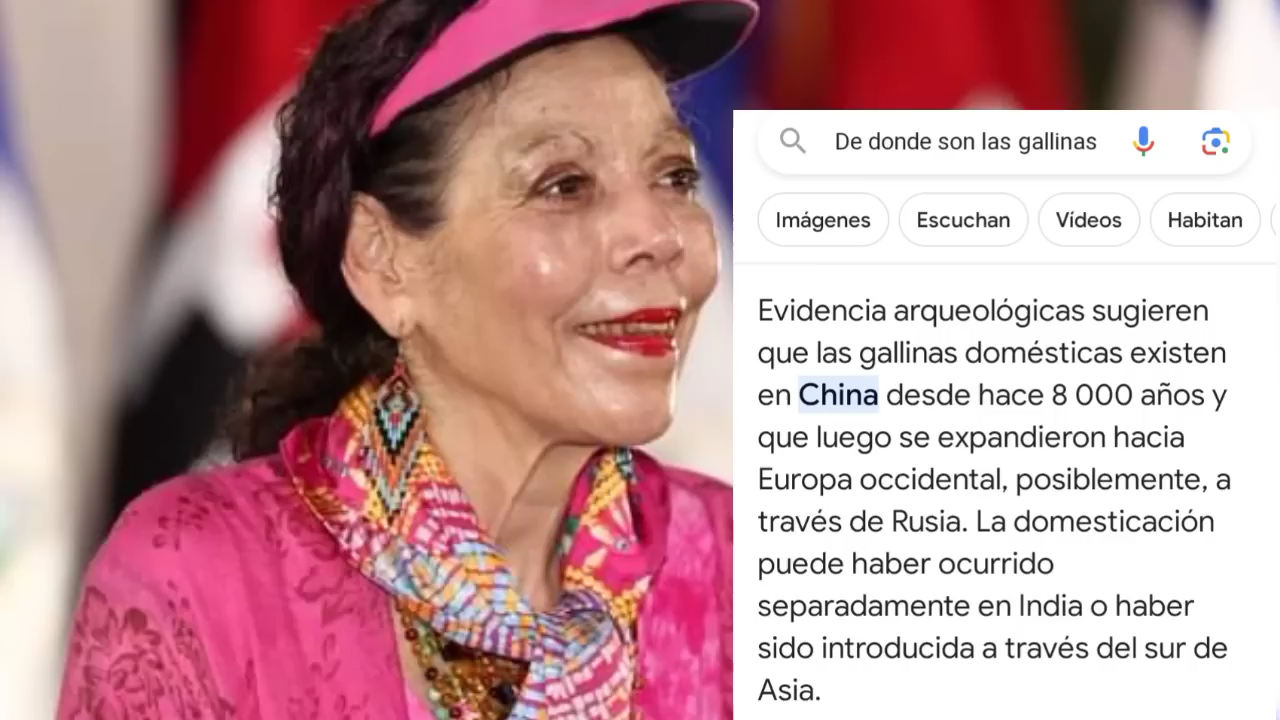 De donde son las gallinas
Imágenes
Escuchan
Vídeos
Habitan
Evidencia arqueológicas sugieren
que las gallinas domésticas existen
en China desde hace 8 000 años y
que luego se expandieron hacia
Europa occidental, posiblemente, a
través de Rusia. La domesticación
puede haber ocurrido
separadamente en India o haber
sido introducida a través del sur de
Asia.